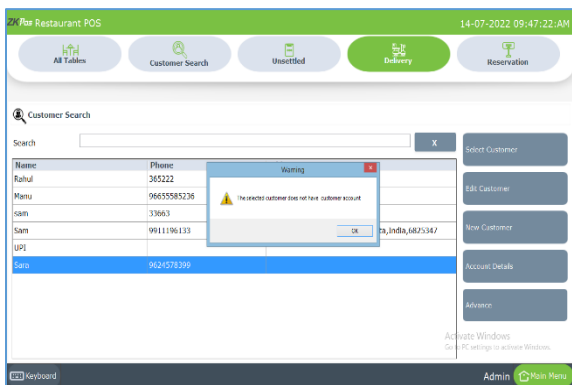 ZKPos Restaurant POS 14-07-2022 09:47:22:AM
All Tables Customer Search Unsettled Delivery Reservation
Customer Search
Search X
Select Customer
Name Phone
Rahul 365222
Warning
Manu 96655585236
The selected customer does not have customer account
Edit Customer
sam 33663
Sam 9911196133 ta,India,6825347
OK
New Customer
UPI
Sara 9624578399
Account Details
Advance
Activate Windows
Go to PC settings to activate Windows.
Keyboard Admin Main Menu